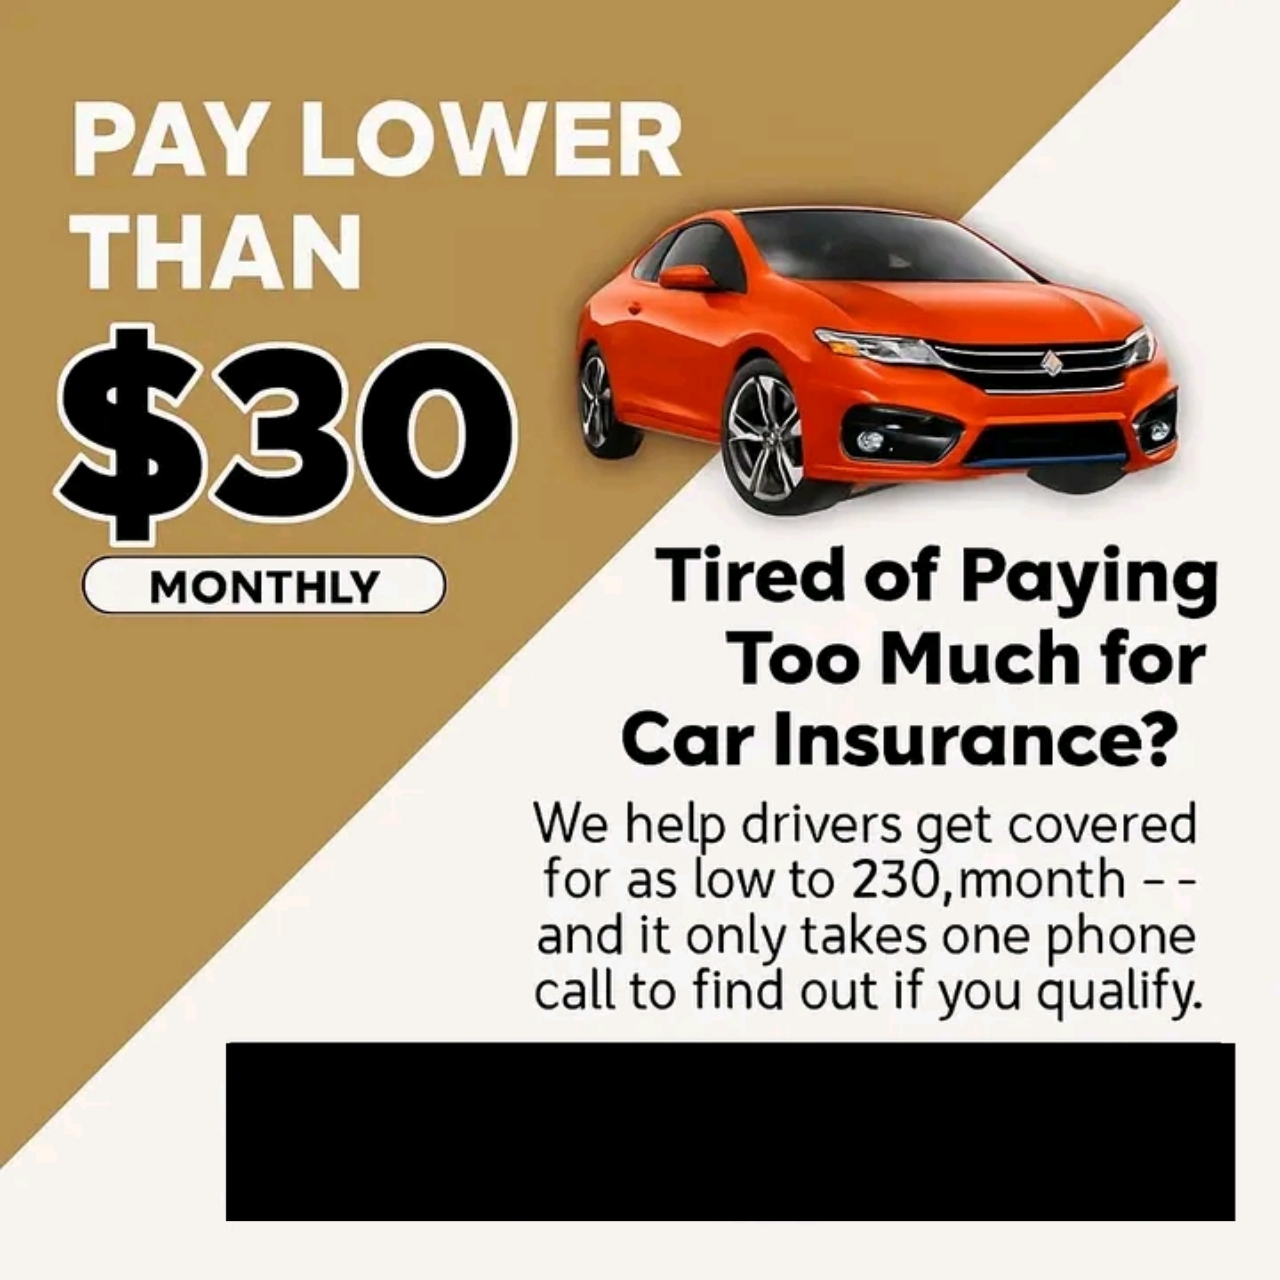 PAY LOWER
THAN
$30
MONTHLY
Tired of Paying
Too Much for
Car Insurance?
We help drivers get covered
for as low to 230,rmonth - -
and it only takes one phone
call to find out if you qualify.